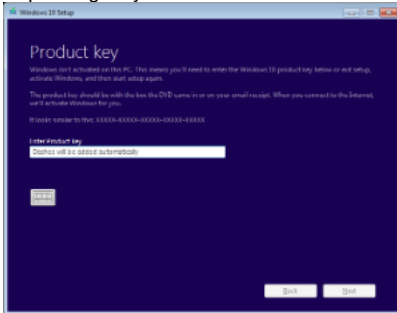 Windows 10 Setup
Product key
Windows isn't activated on this PC. This means you'll need to enter the Windows 10 product key below or exit setup,
activate Windows, and then start setup again.
The product key should be with the box the DVD came in or on your email receipt. When you connect to the Internet,
we'll activate Windows for you.
It looks similar to this: XXXXX-XXXXX-XXXXX-XXXXX-XXXXX
Enter Product key
Dashes will be added automatically
Back
Next